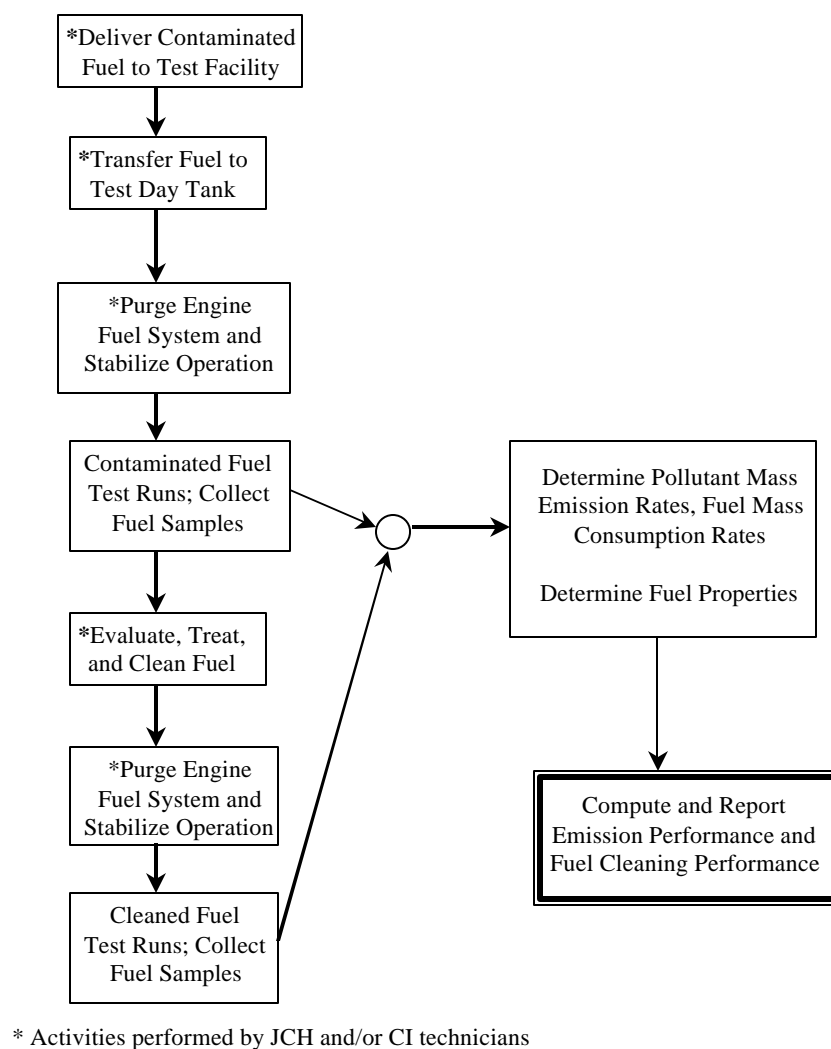 *Deliver Contaminated
Fuel to Test Facility
*Transfer Fuel to
Test Day Tank
*Purge Engine
Fuel System and
Stabilize Operation
Contaminated Fuel
Test Runs; Collect
Fuel Samples
*Evaluate, Treat,
and Clean Fuel
*Purge Engine
Fuel System and
Stabilize Operation
Cleaned Fuel
Test Runs; Collect
Fuel Samples
Determine Pollutant Mass
Emission Rates, Fuel Mass
Consumption Rates
Determine Fuel Properties
Compute and Report
Emission Performance and
Fuel Cleaning Performance
* Activities performed by JCH and/or CI technicians